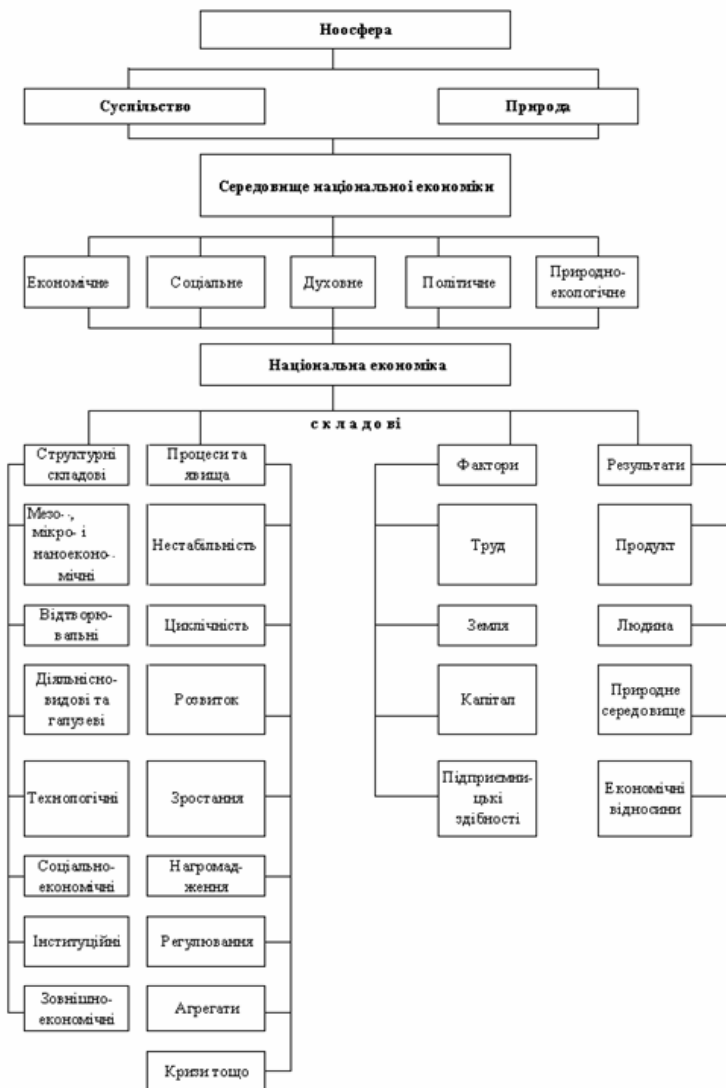 Ноосфера
Суспільство
Природа
Середовище національної економіки
Економічне
Соціальне
Духовне
Політичне
Природно-
екологічне
Національна економіка
с к л а д о в і
Структурні
складові
Процеси та
явища
Фактори
Результати
Мезо- ,
мікро- і
наноеконо-
мічні
Нестабільність
Труд
Продукт
Відтворю-
вальні
Циклічність
Земля
Людина
Діяльнісно-
видові та
галузеві
Розвиток
Капітал
Природне
середовище
Технологічні
Зростання
Підприємни-
цькі
здібності
Економічні
відносини
Соціально-
економічні
Нагромад-
ження
Інституційні
Регулювання
Зовнішно-
економічні
Агрегати
Кризи тощо